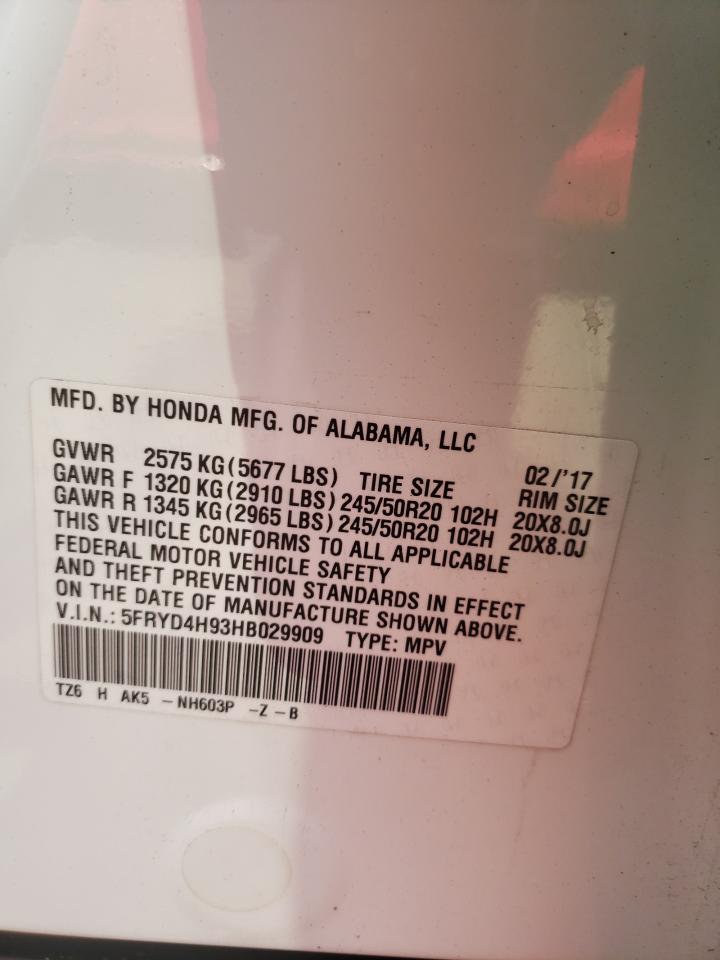 MFD. BY HONDA MFG. OF ALABAMA, LLC
02/'17
GVWR 2575 KG(5677 LBS) TIRE SIZE RIM SIZE
GAWR F 1320 KG(2910 LBS) 245/50R20 102H 20X8.0J
GAWR R 1345 KG(2965 LBS) 245/50R20 102H 20X8.0J
THIS VEHICLE CONFORMS TO ALL APPLICABLE
FEDERAL MOTOR VEHICLE SAFETY
AND THEFT PREVENTION STANDARDS IN EFFECT
ON THE DATE OF MANUFACTURE SHOWN ABOVE.
V.I.N.: 5FRYD4H93HB029909 TYPE: MPV
TZ6 H AK5 -NH603P -Z-B